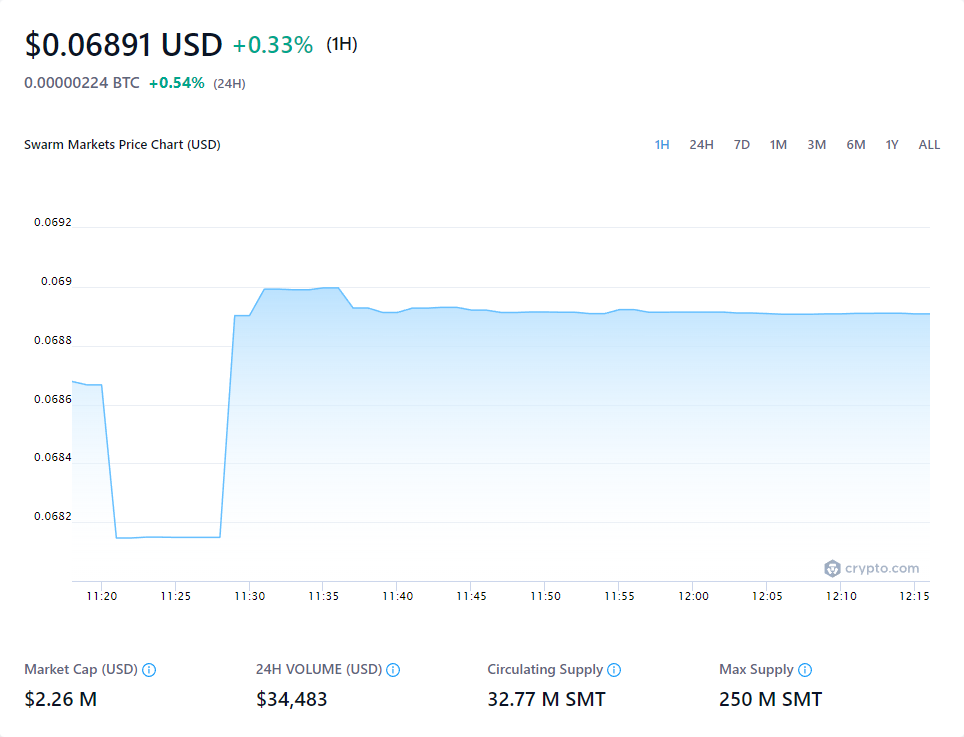 $0.06891 USD +0.33% (1H)
0.00000224 BTC +0.54% (24H)
Swarm Markets Price Chart (USD)
1H 24H 7D 1M 3M 6M 1Y ALL
0.0692
0.069
0.0688
0.0686
0.0684
0.0682
crypto.com
11:20 11:25 11:30 11:35 11:40 11:45 11:50 11:55 12:00 12:05 12:10 12:15
Market Cap (USD) 24H VOLUME (USD) Circulating Supply Max Supply
$2.26 M $34,483 32.77 M SMT 250 M SMT